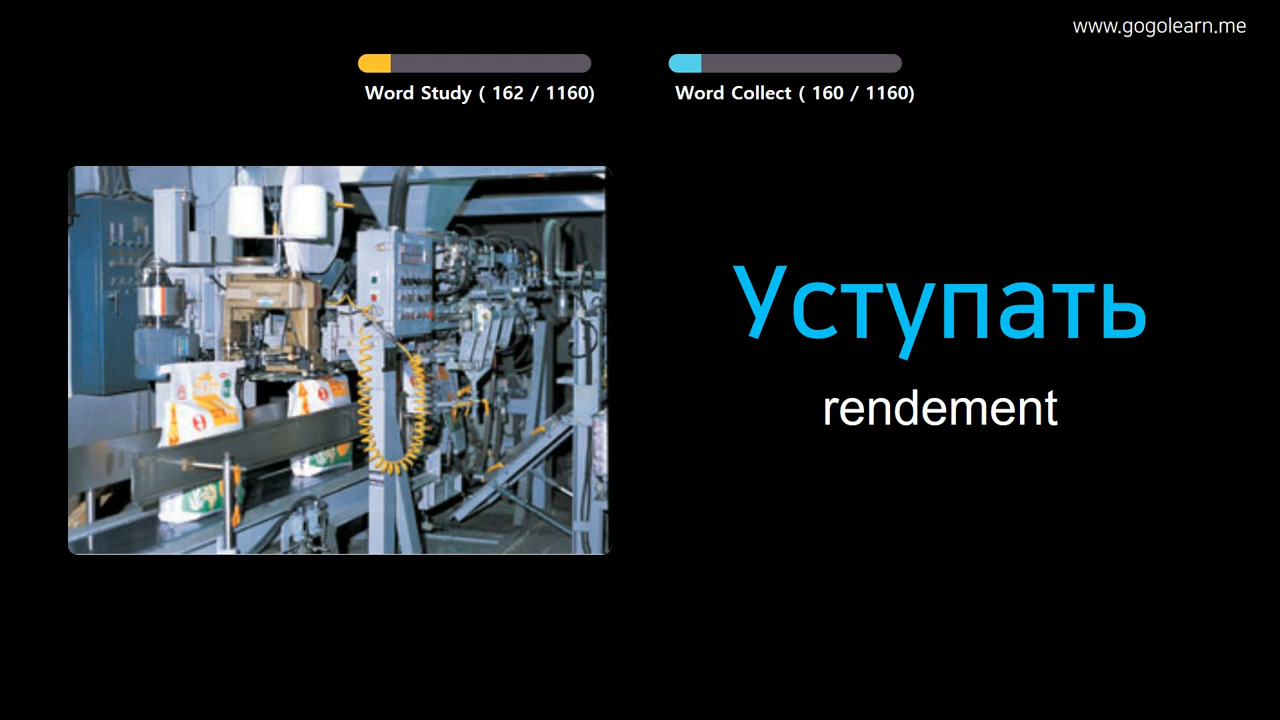 www.gogolearn.me
Word Study ( 162 / 1160)
Word Collect ( 160 / 1160)
Уступать
rendement